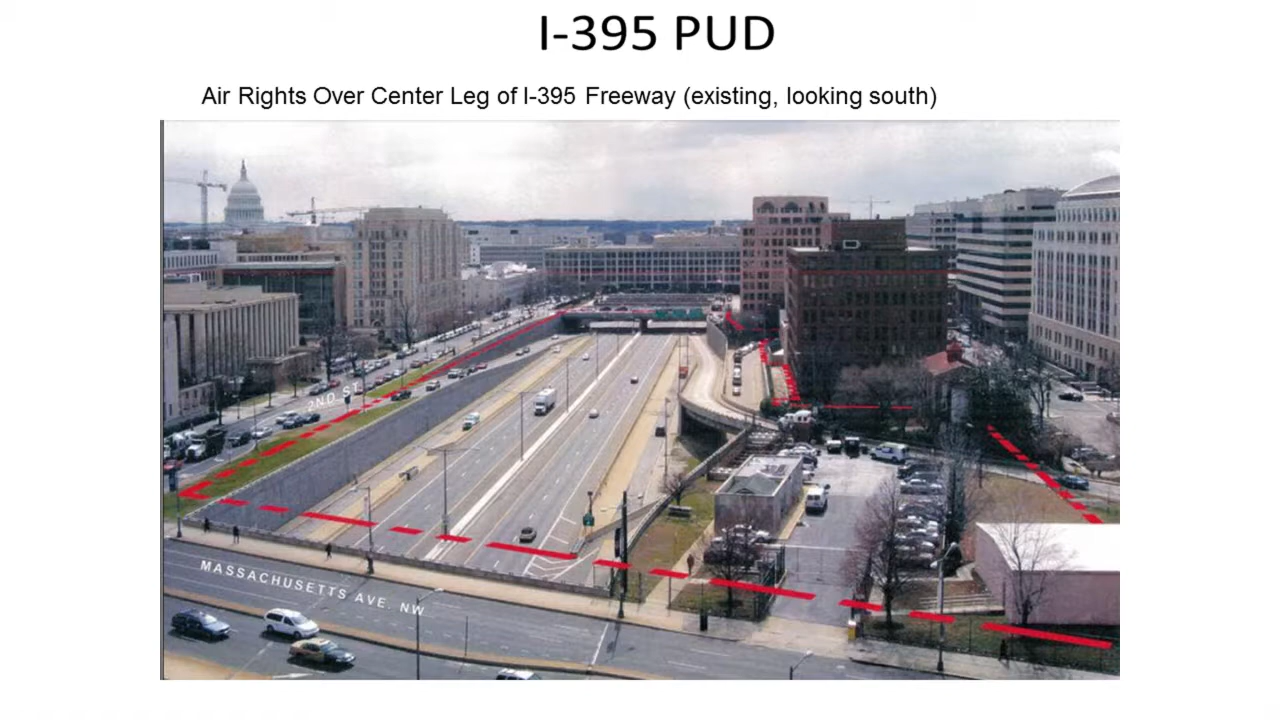 I-395 PUD
Air Rights Over Center Leg of I-395 Freeway (existing, looking south)
2ND ST.
MASSACHUSETTS AVE. NW